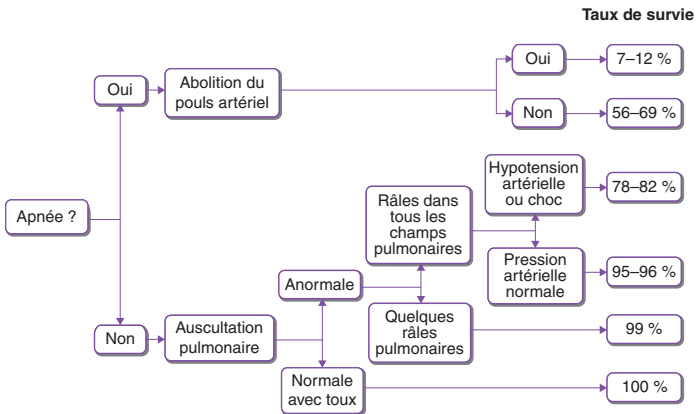 Taux de survie
Apnée ?
Oui
Abolition du
pouls artériel
Oui
7–12 %
Non
56–69 %
Non
Auscultation
pulmonaire
Anormale
Râles dans
tous les
champs
pulmonaires
Hypotension
artérielle
ou choc
78–82 %
Pression
artérielle
normale
95–96 %
Quelques
râles
pulmonaires
99 %
Normale
avec toux
100 %